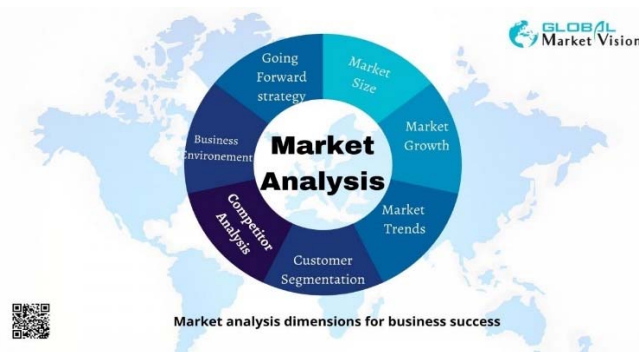 GLOBAL
Market Vision
Going
Forward
strategy
Market
Size
Business
Environement
Market
Growth
Market
Analysis
Competitor
Analysis
Market
Trends
Customer
Segmentation
Market analysis dimensions for business success